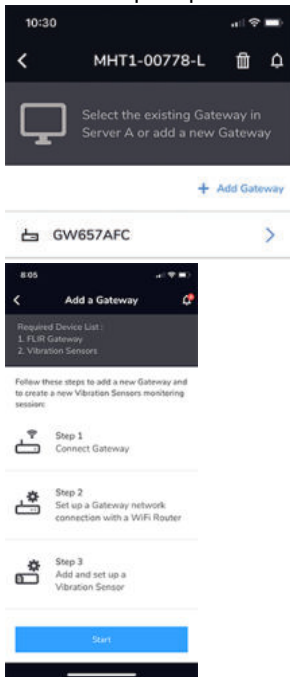 10:30
MHT1-00778-L
Select the existing Gateway in
Server A or add a new Gateway
+ Add Gateway
GW657AFC
8:05
Add a Gateway
Required Device List :
1. FLIR Gateway
2. Vibration Sensors
Follow these steps to add a new Gateway and
to create a new Vibration Sensors monitoring
session:
Step 1
Connect Gateway
Step 2
Set up a Gateway network
connection with a WiFi Router
Step 3
Add and set up a
Vibration Sensor
Start